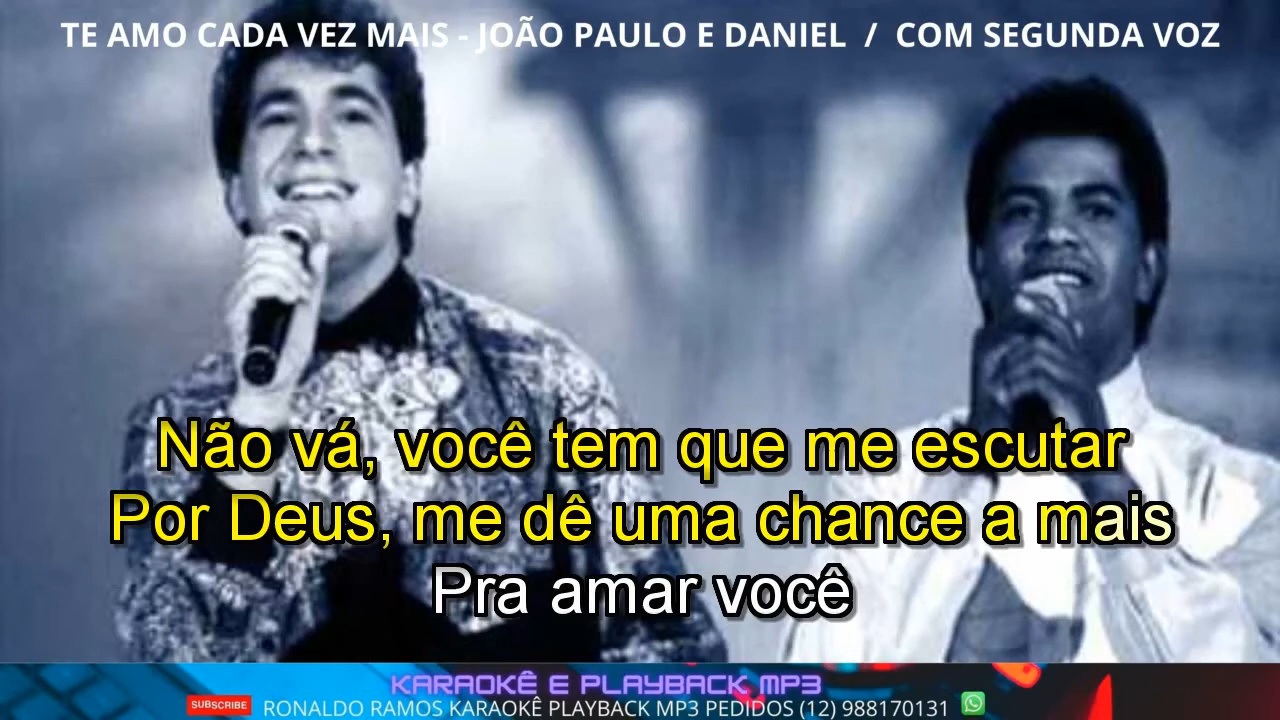 TE AMO CADA VEZ MAIS - JOÃO PAULO E DANIEL / COM SEGUNDA VOZ
Não vá, você tem que me escutar
Por Deus, me dê uma chance a mais
Pra amar você
KARAOKÊ E PLAYBACK MP3
SUBSCRIBE RONALDO RAMOS KARAOKÊ PLAYBACK MP3 PEDIDOS (12) 988170131